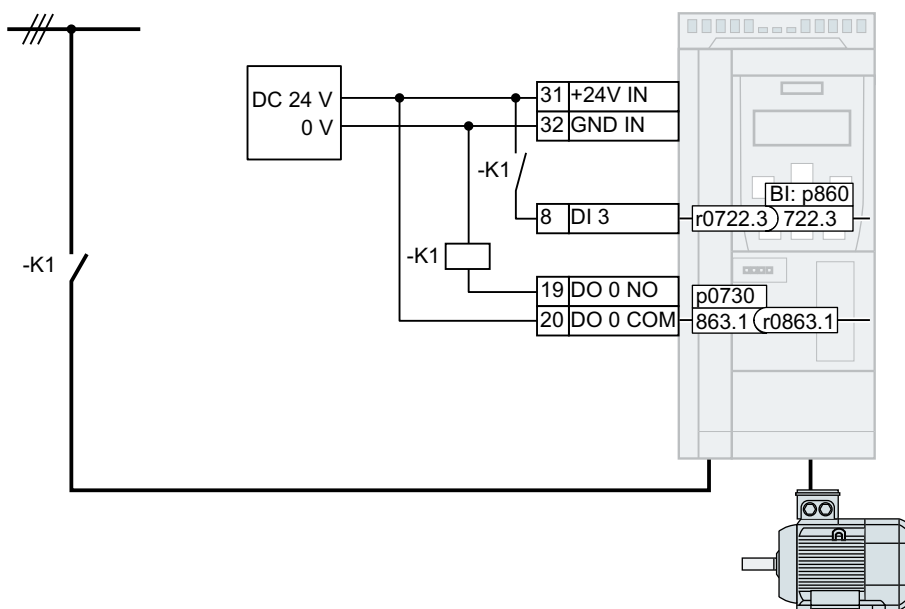 DC 24 V
0 V
31 +24V IN
32 GND IN
-K1
BI: p860
8 DI 3
r0722.3 722.3
-K1
-K1
19 DO 0 NO
p0730
20 DO 0 COM
863.1 r0863.1